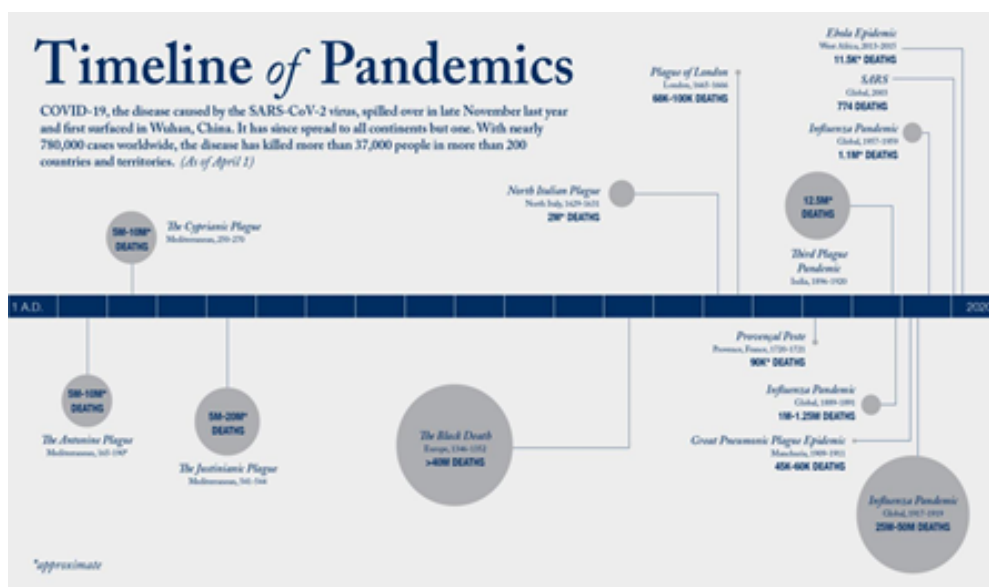 Timeline of Pandemics
COVID-19, the disease caused by the SARS-CoV-2 virus, spilled over in late November last year
and first surfaced in Wuhan, China. It has since spread to all continents but one. With nearly
780,000 cases worldwide, the disease has killed more than 37,000 people in more than 200
countries and territories. (As of April 1)
Ebola Epidemic
West Africa, 2013-2015
11.5K* DEATHS
SARS
Global, 2003
774 DEATHS
Plague of London
London, 1665-1666
68K-100K DEATHS
Influenza Pandemic
Global, 1957-1959
1.1M* DEATHS
North Italian Plague
North Italy, 1629-1631
2M* DEATHS
12.5M*
DEATHS
Third Plague
Pandemic
India, 1896-1920
5M-10M*
DEATHS
The Cyprianic Plague
Mediterranean, 250-270
1 A.D.
2020
5M-10M*
DEATHS
The Antonine Plague
Mediterranean, 165-190*
5M-20M*
DEATHS
The Justinianic Plague
Mediterranean, 541-544
The Black Death
Europe, 1346-1352
>40M DEATHS
Provençal Peste
Provence, France, 1720-1721
90K* DEATHS
Influenza Pandemic
Global, 1889-1891
1M-1.25M DEATHS
Great Pneumonic Plague Epidemic
Manchuria, 1909-1911
45K-60K DEATHS
Influenza Pandemic
Global, 1917-1919
25M-50M DEATHS
*approximate